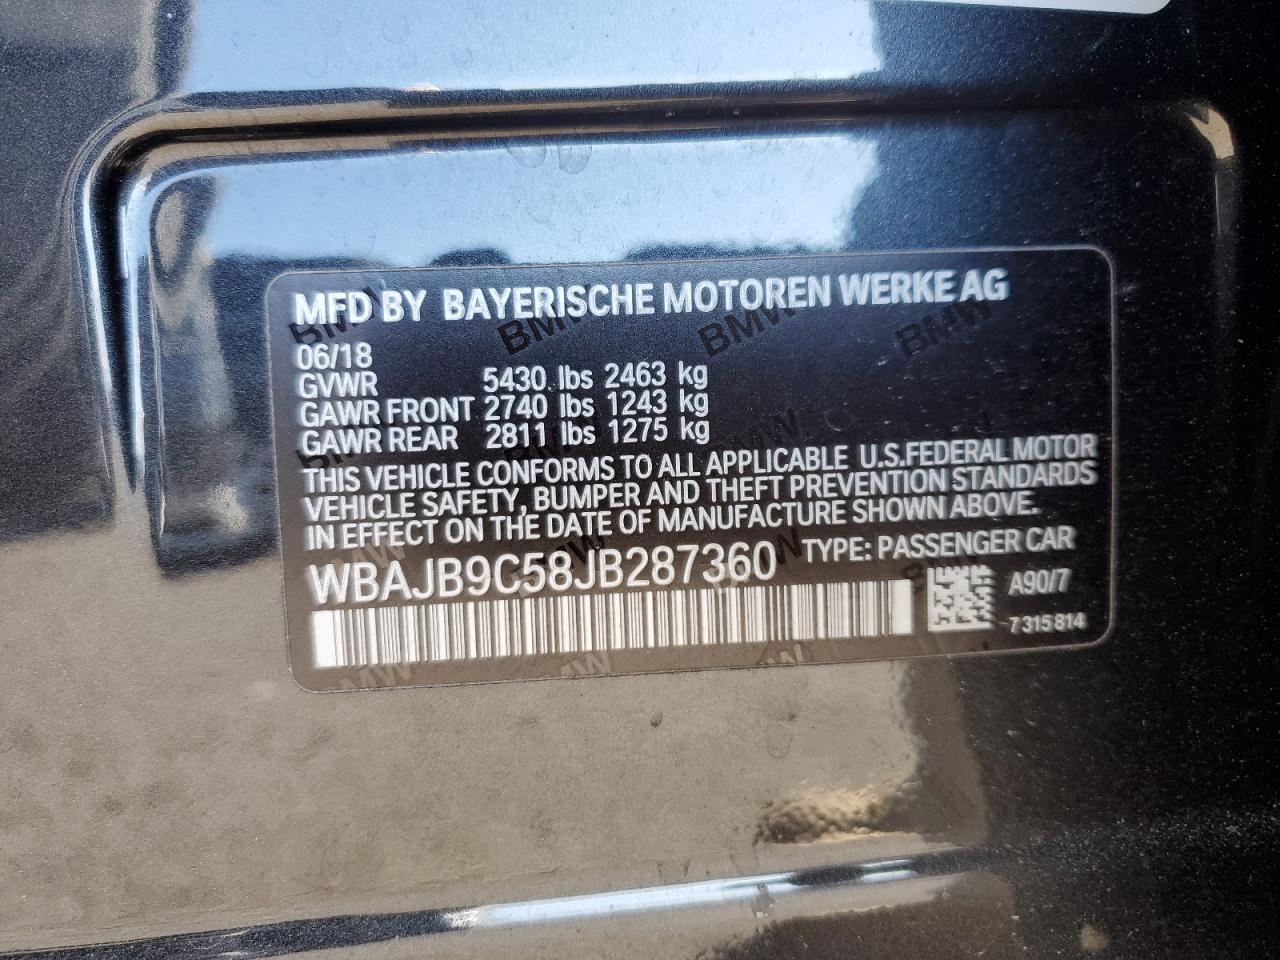 MFD BY BAYERISCHE MOTOREN WERKE AG
06/18
GVWR 5430 lbs 2463 kg
GAWR FRONT 2740 lbs 1243 kg
GAWR REAR 2811 lbs 1275 kg
THIS VEHICLE CONFORMS TO ALL APPLICABLE U.S.FEDERAL MOTOR
VEHICLE SAFETY, BUMPER AND THEFT PREVENTION STANDARDS
IN EFFECT ON THE DATE OF MANUFACTURE SHOWN ABOVE.
WBAJB9C58JB287360 TYPE: PASSENGER CAR
A90/7
7 315 814